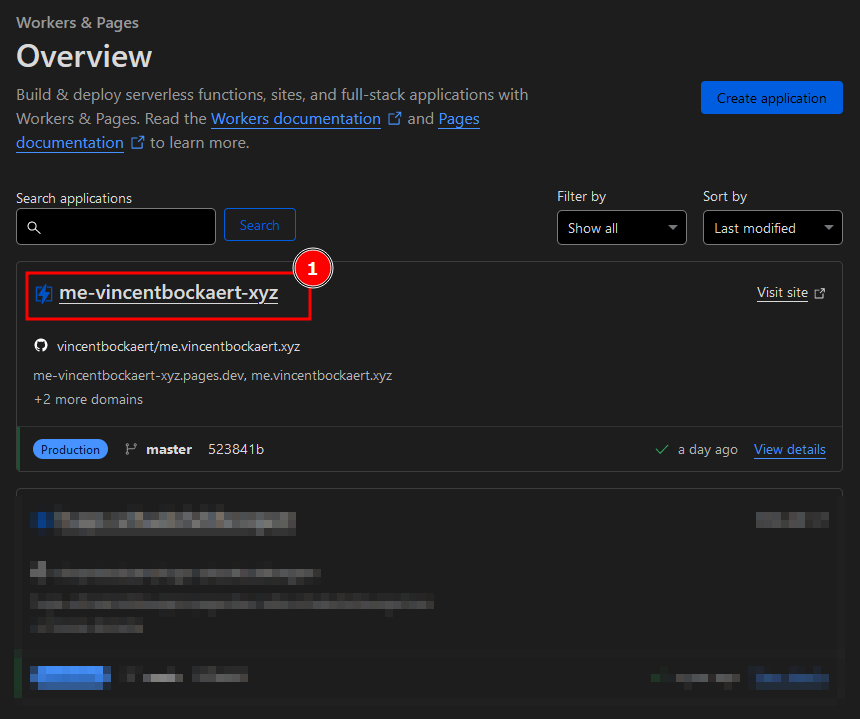 Workers & Pages
Overview
Build & deploy serverless functions, sites, and full-stack applications with
Workers & Pages. Read the Workers documentation and Pages
documentation to learn more.
Create application
Search applications
Search
Filter by
Show all
Sort by
Last modified
1
me-vincentbockaert-xyz
Visit site
vincentbockaert/me.vincentbockaert.xyz
me-vincentbockaert-xyz.pages.dev, me.vincentbockaert.xyz
+2 more domains
Production master 523841b
a day ago View details